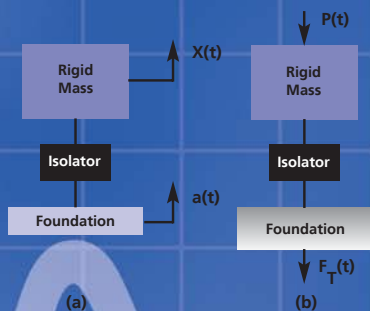 X(t)
Rigid
Mass
Isolator
a(t)
Foundation
(a)
P(t)
Rigid
Mass
Isolator
Foundation
F_T(t)
(b)